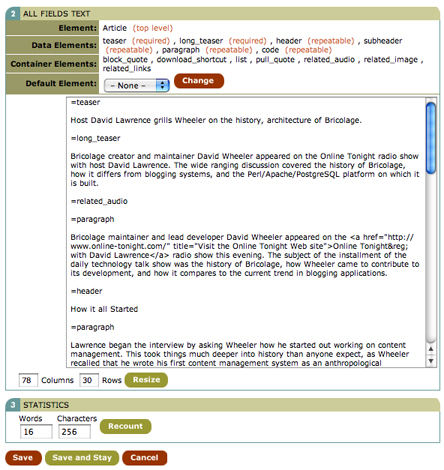 2 ALL FIELDS TEXT
Element: Article (top level)
Data Elements: teaser (required) , long_teaser (required) , header (repeatable) , subheader
(repeatable) , paragraph (repeatable) , code (repeatable)
Container Elements: block_quote , download_shortcut , list , pull_quote , related_audio , related_image ,
related_links
Default Element: - None - Change
=teaser
Host David Lawrence grills Wheeler on the history, architecture of Bricolage.
=long_teaser
Bricolage creator and maintainer David Wheeler appeared on the Online Tonight radio show
with host David Lawrence. The wide ranging discussion covered the history of Bricolage,
how it differs from blogging systems, and the Perl/Apache/PostgreSQL platform on which it
is built.
=related_audio
=paragraph
Bricolage maintainer and lead developer David Wheeler appeared on the <a href="http://
www.online-tonight.com/" title="Visit the Online Tonight Web site">Online Tonight&reg;
with David Lawrence</a> radio show this evening. The subject of the installment of the
daily technology talk show was the history of Bricolage, how Wheeler came to contribute to
its development, and how it compares to the current trend in blogging applications.
=header
How it all Started
=paragraph
Lawrence began the interview by asking Wheeler how he started out working on content
management. This took things much deeper into history than anyone expect, as Wheeler
recalled that he wrote his first content management system as an anthropological
78 Columns 30 Rows Resize
3 STATISTICS
Words Characters
16 256 Recount
Save Save and Stay Cancel